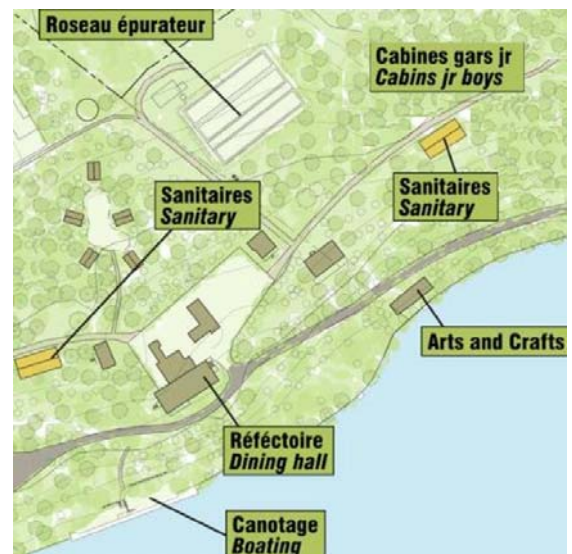 Roseau épurateur
Cabines gars jr
Cabins jr boys
Sanitaires
Sanitary
Sanitaires
Sanitary
Arts and Crafts
Réféctoire
Dining hall
Canotage
Boating